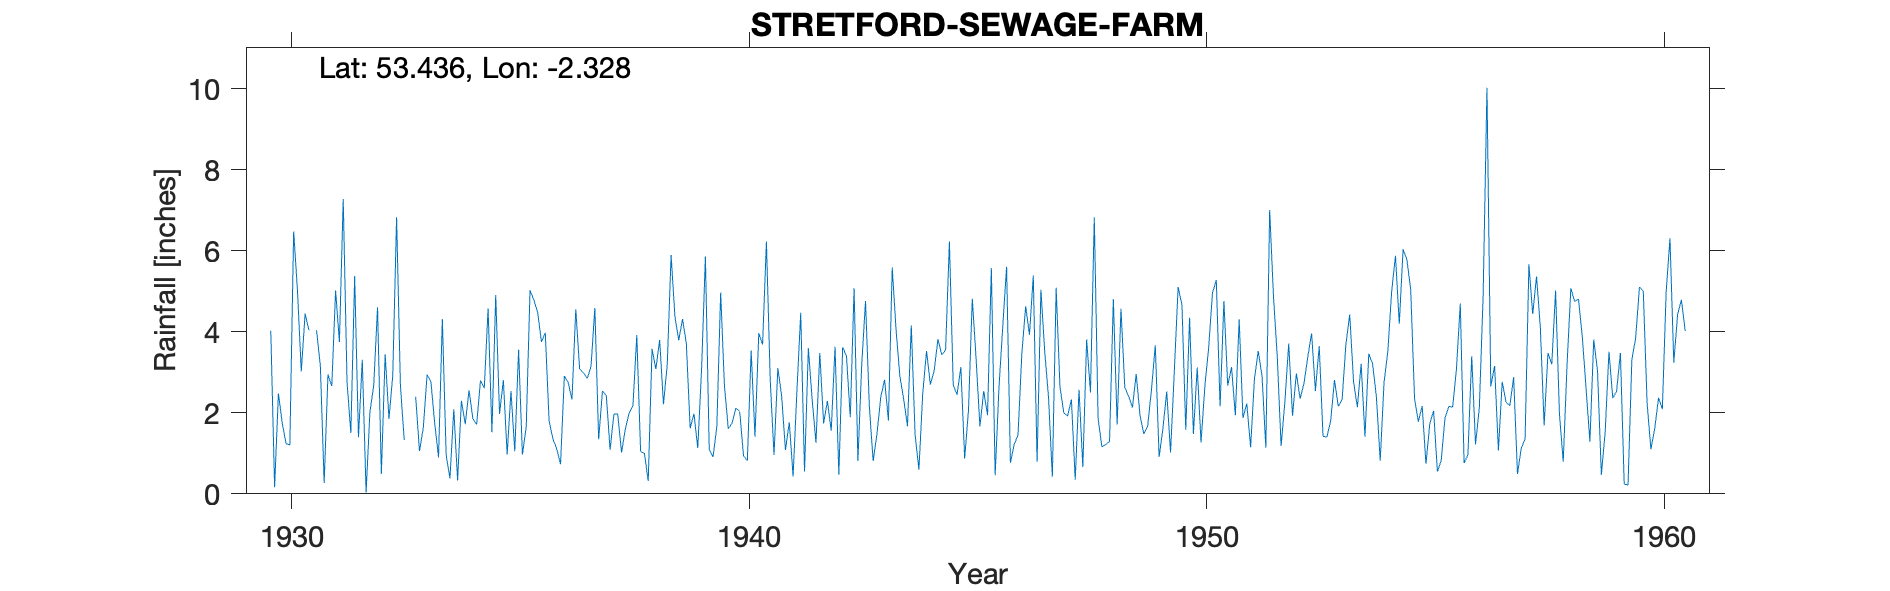 STRETFORD-SEWAGE-FARM
Lat: 53.436, Lon: -2.328
10
8
6
4
2
0
Rainfall [inches]
1930 1940 1950 1960
Year